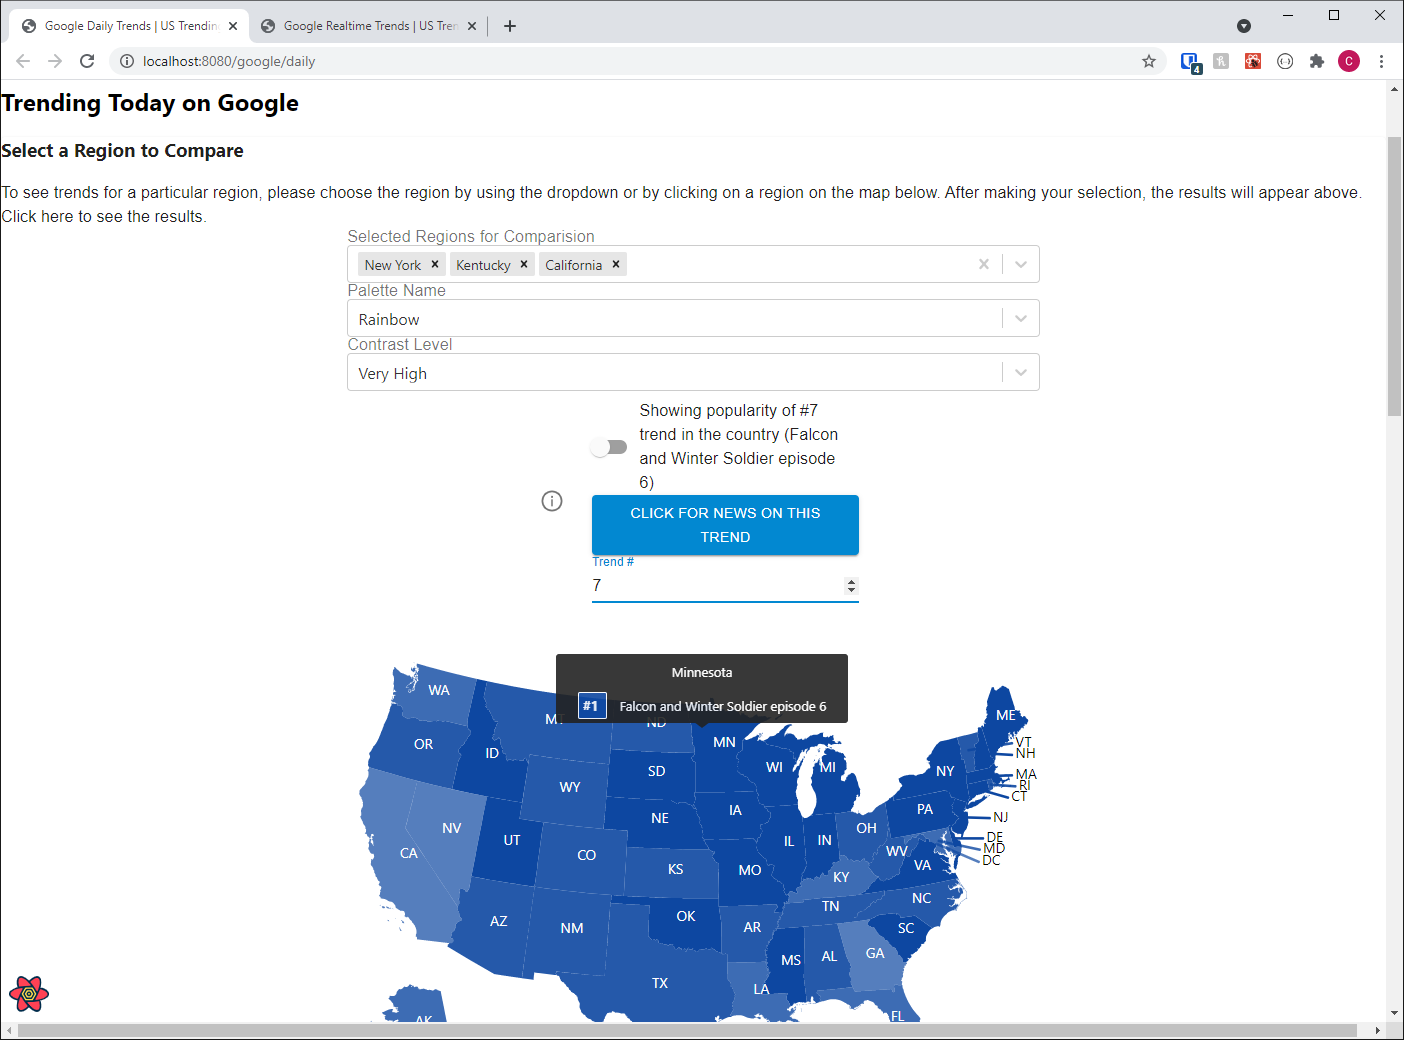 Google Daily Trends | US Trendin
Google Realtime Trends | US Tren
localhost:8080/google/daily
4
C
Trending Today on Google
Select a Region to Compare
To see trends for a particular region, please choose the region by using the dropdown or by clicking on a region on the map below. After making your selection, the results will appear above.
Click here to see the results.
Selected Regions for Comparision
New York
Kentucky
California
Palette Name
Rainbow
Contrast Level
Very High
Showing popularity of #7
trend in the country (Falcon
and Winter Soldier episode
6)
CLICK FOR NEWS ON THIS
TREND
Trend #
7
Minnesota
#1 Falcon and Winter Soldier episode 6
WA
MT
ND
MN
ME
VT
NH
OR
ID
SD
WI
MI
NY
MA
RI
CT
WY
NE
IA
PA
NJ
NV
UT
CO
IL
IN
OH
DE
MD
DC
CA
KS
MO
WV
VA
KY
AZ
NM
OK
AR
TN
NC
SC
MS
AL
GA
TX
LA
FL
AK